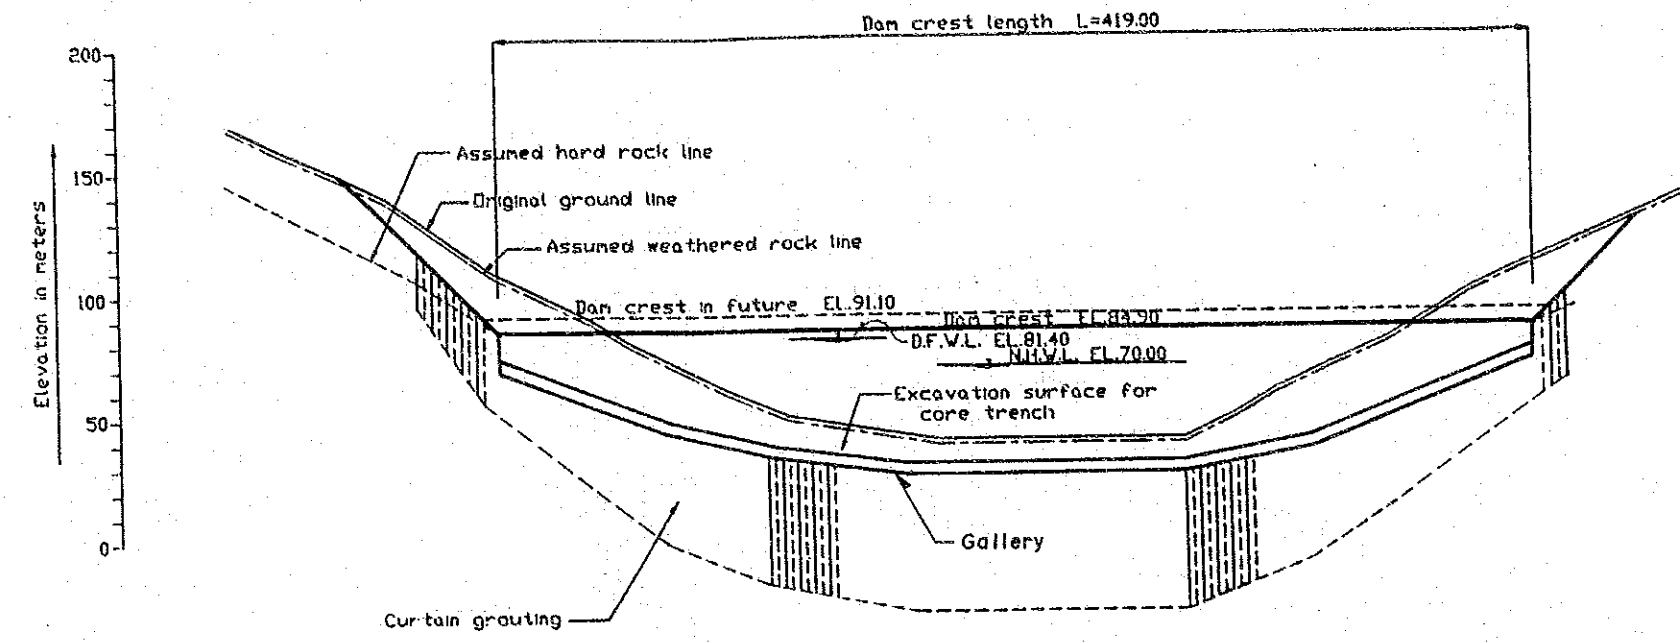 Dam crest length L=419.00
200
Assumed hard rock line
150
Original ground line
Assumed weathered rock line
Elevation in meters
100
Dam crest in future EL.91.10
Dam crest EL.84.90
D.F.W.L. EL.81.40
N.H.W.L. EL.70.00
Excavation surface for
core trench
50
Gallery
0
Curtain grouting